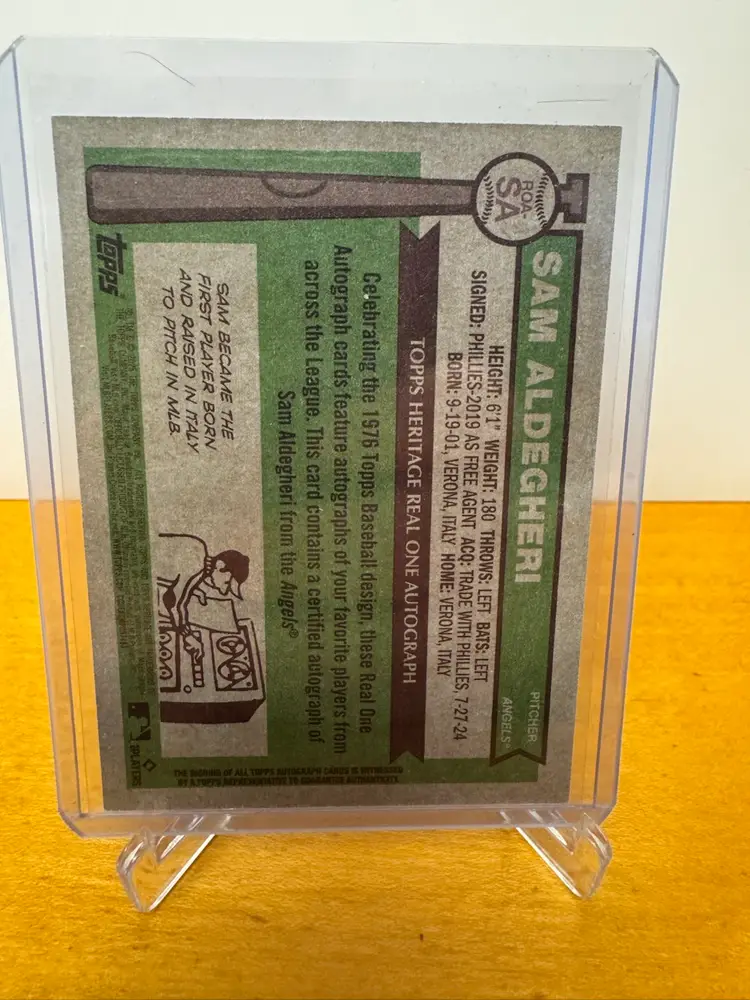 ROA-
SA
SAM ALDEGHERI
PITCHER
ANGELS®
HEIGHT: 6'1" WEIGHT: 180 THROWS: LEFT BATS: LEFT
SIGNED: PHILLIES-2019 AS FREE AGENT ACQ: TRADE WITH PHILLIES, 7-27-24
BORN: 9-19-01, VERONA, ITALY HOME: VERONA, ITALY
TOPPS HERITAGE REAL ONE AUTOGRAPH
Celebrating the 1976 Topps Baseball design, these Real One
Autograph cards feature autographs of your favorite players from
across the League. This card contains a certified autograph of
Sam Aldegheri from the Angels®
SAM BECAME THE
FIRST PLAYER BORN
AND RAISED IN ITALY
TO PITCH IN MLB.
topps
PLAYERS
THE SIGNING OF ALL TOPPS AUTOGRAPH CARDS IS WITNESSED
BY A TOPPS REPRESENTATIVE TO GUARANTEE AUTHENTICITY.